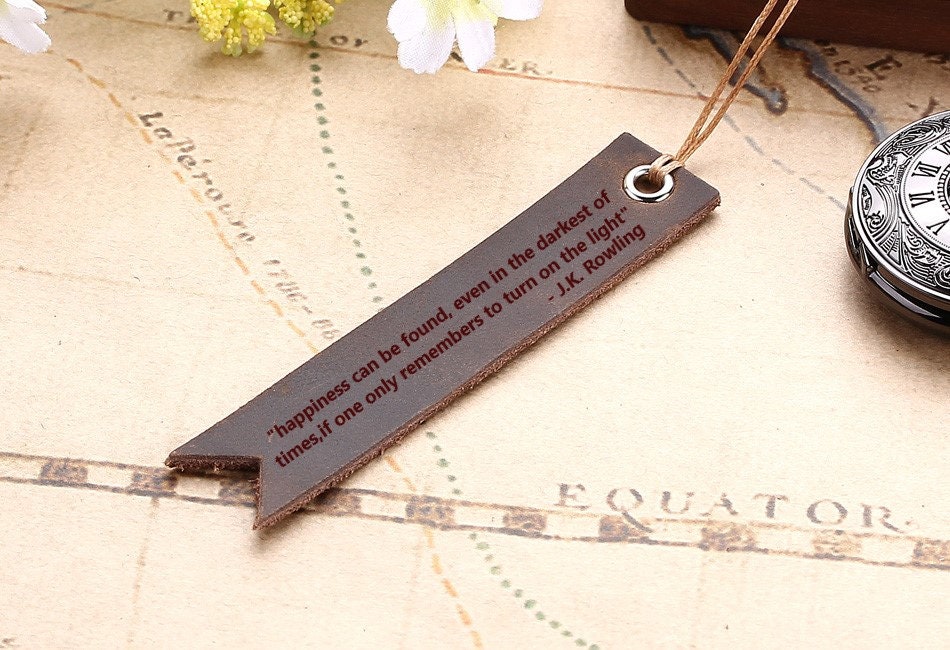 "happiness can be found, even in the darkest of
times,if one only remembers to turn on the light"
- J.K. Rowling
EQUATOR